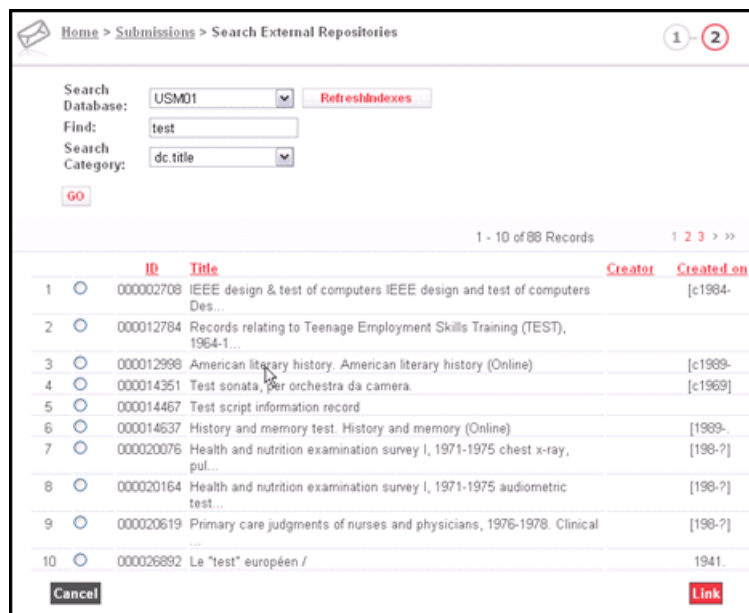 Home > Submissions > Search External Repositories
1 - 2
Search Database: USM01 RefreshIndexes
Find: test
Search Category: dc.title
GO
1 - 10 of 88 Records 1 2 3 > >>
ID Title Creator Created on
1 000002708 IEEE design & test of computers IEEE design and test of computers Des... [c1984-
2 000012784 Records relating to Teenage Employment Skills Training (TEST), 1964-1...
3 000012998 American literary history. American literary history (Online) [c1989-
4 000014351 Test sonata, per orchestra da camera. [c1969]
5 000014467 Test script information record
6 000014637 History and memory test. History and memory (Online) [1989-.
7 000020076 Health and nutrition examination survey I, 1971-1975 chest x-ray, pul... [198-?]
8 000020164 Health and nutrition examination survey I, 1971-1975 audiometric test... [198-?]
9 000020619 Primary care judgments of nurses and physicians, 1976-1978. Clinical ... [198-?]
10 000026892 Le "test" européen / 1941.
Cancel Link